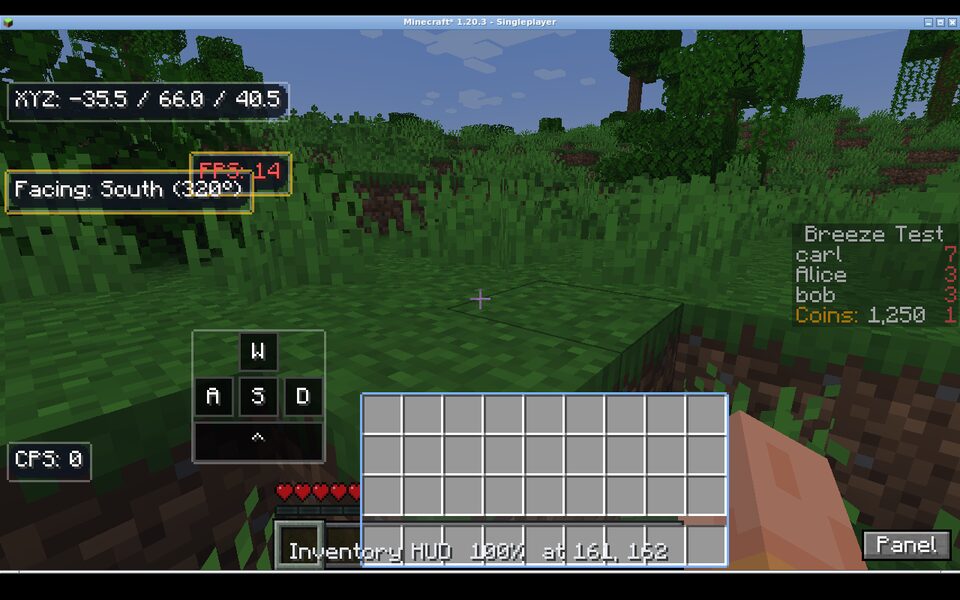 Minecraft* 1.20.3 - Singleplayer
XYZ: -35.5 / 66.0 / 40.5
FPS: 14
Facing: South (320°)
Breeze Test
carl 7
Alice 3
bob 3
Coins: 1,250 1
W
A S D
^
CPS: 0
Inventory HUD 100% at 161, 162
Panel